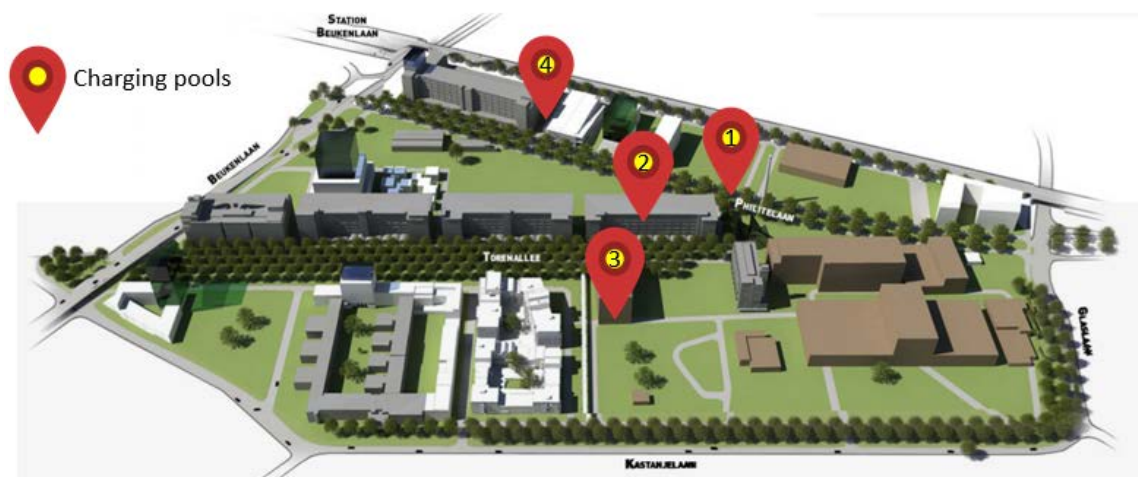 STATION
BEUKENLAAN
Charging pools
4
1
2
BEUKENLAAN
PHILITELAAN
TORENALLEE
3
GLASLAAN
KASTANJELAAN